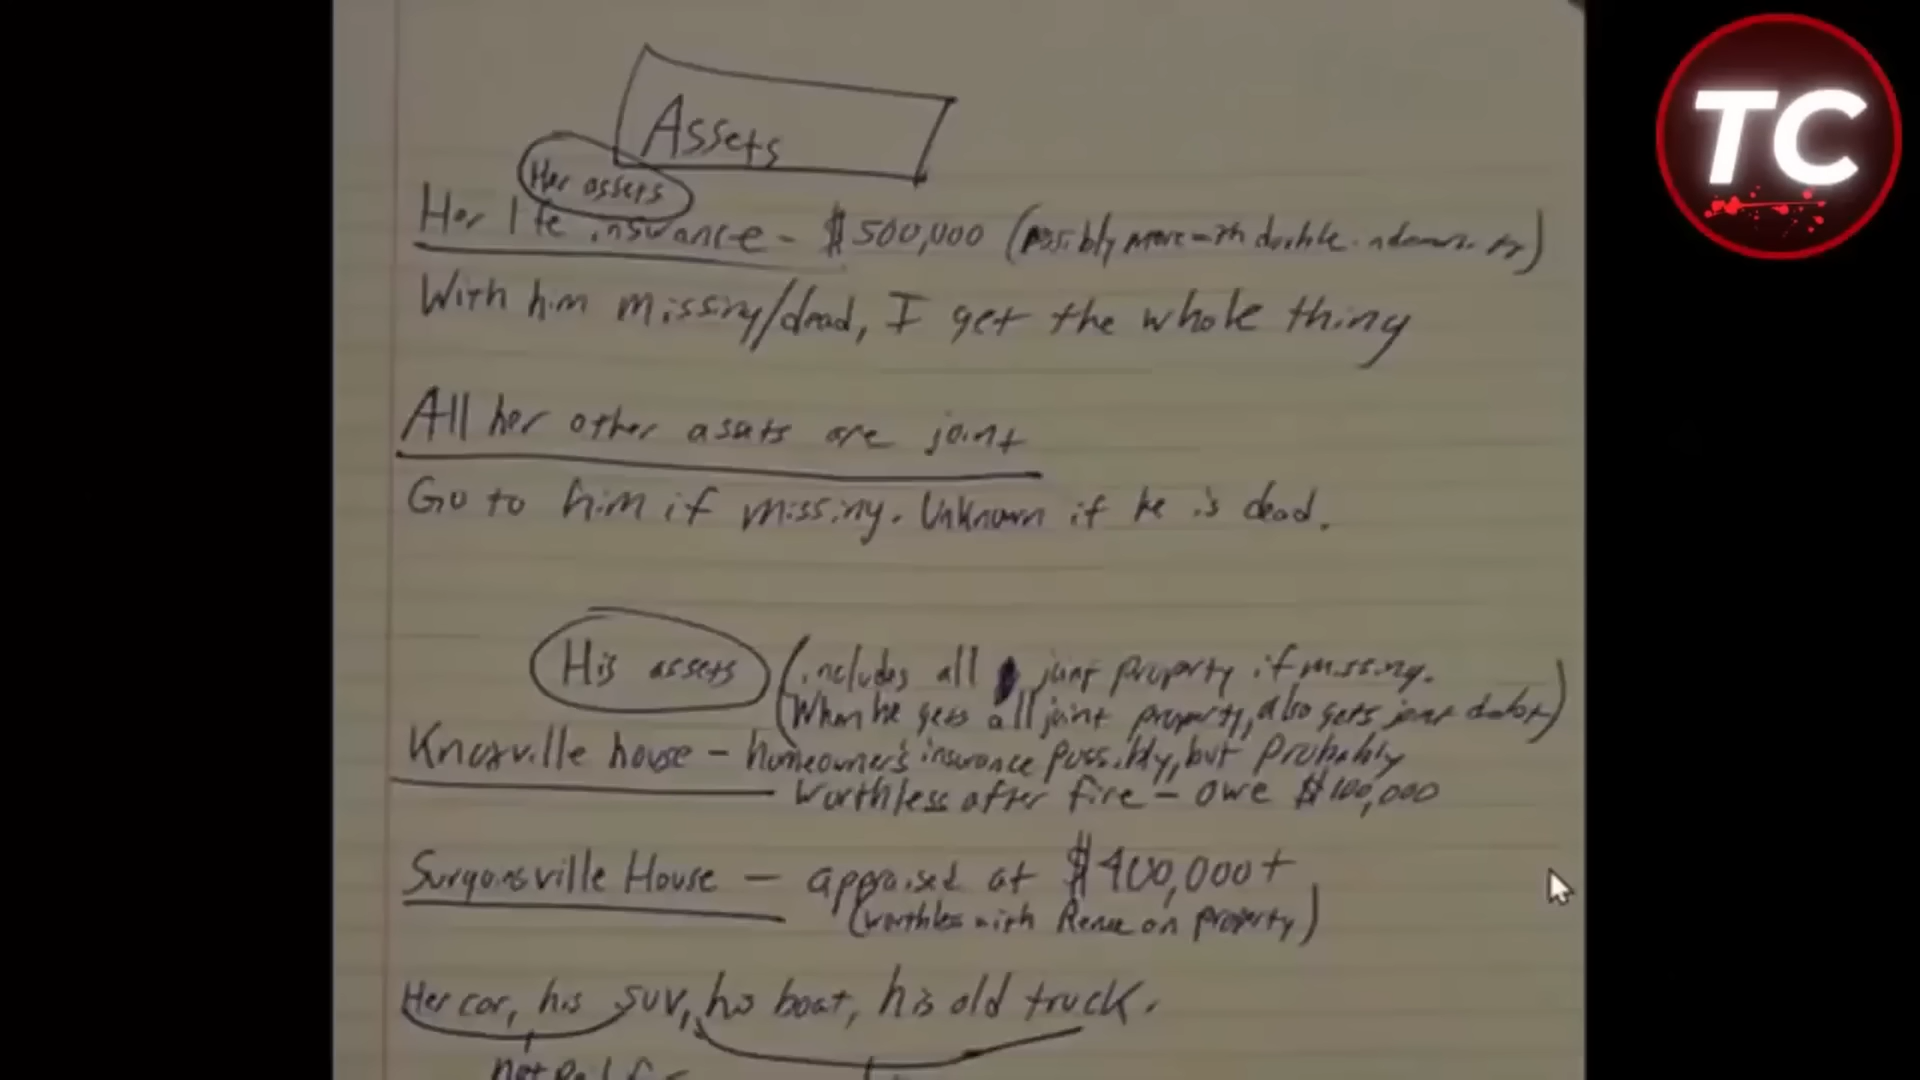 Assets
Her assets
Her life insurance - $500,000 (possibly more with double indemnity)
With him missing/dead, I get the whole thing
All her other assets are joint
Go to him if missing. Unknown if he is dead.
His assets (includes all joint property if missing.
When he gets all joint property, also gets joint debt)
Knoxville house - homeowner's insurance possibly, but probably
worthless after fire - owe $100,000
Surgoinsville House - appraised at $400,000+
(worthless with Renee on property)
Her car, his SUV, his boat, his old truck.
TC